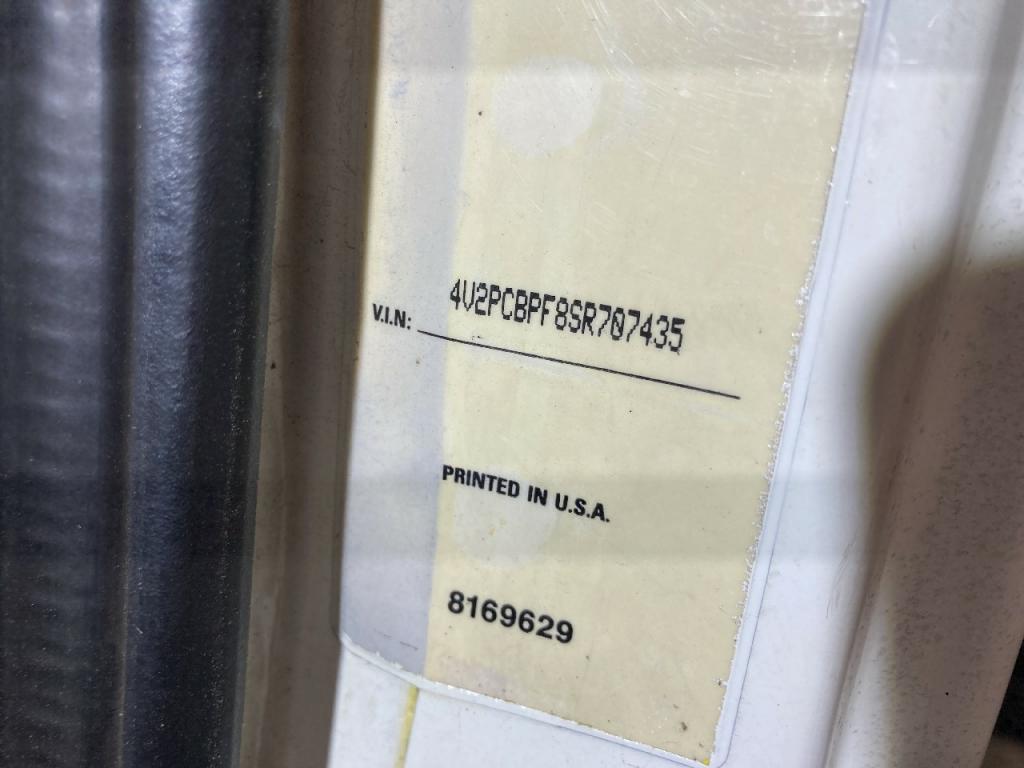 4V2PCBPF8SR707435
V.I.N:
PRINTED IN U.S.A.
8169629